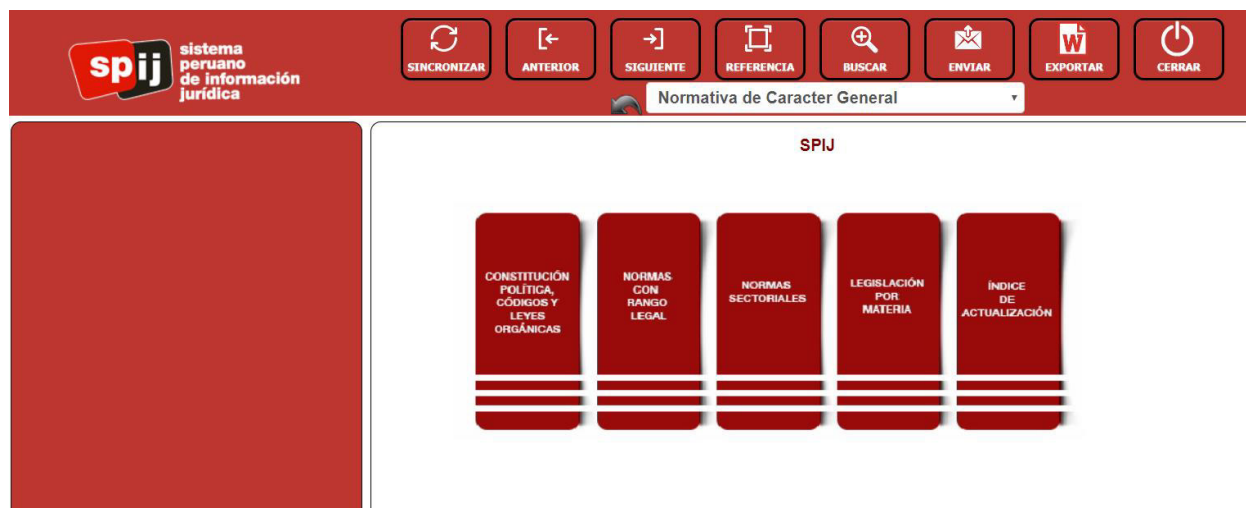 spij
sistema
peruano
de información
jurídica
SINCRONIZAR
ANTERIOR
SIGUIENTE
REFERENCIA
BUSCAR
ENVIAR
W
EXPORTAR
CERRAR
Normativa de Caracter General
SPIJ
CONSTITUCIÓN
POLÍTICA,
CÓDIGOS Y
LEYES
ORGÁNICAS
NORMAS
CON
RANGO
LEGAL
NORMAS
SECTORIALES
LEGISLACIÓN
POR
MATERIA
ÍNDICE
DE
ACTUALIZACIÓN